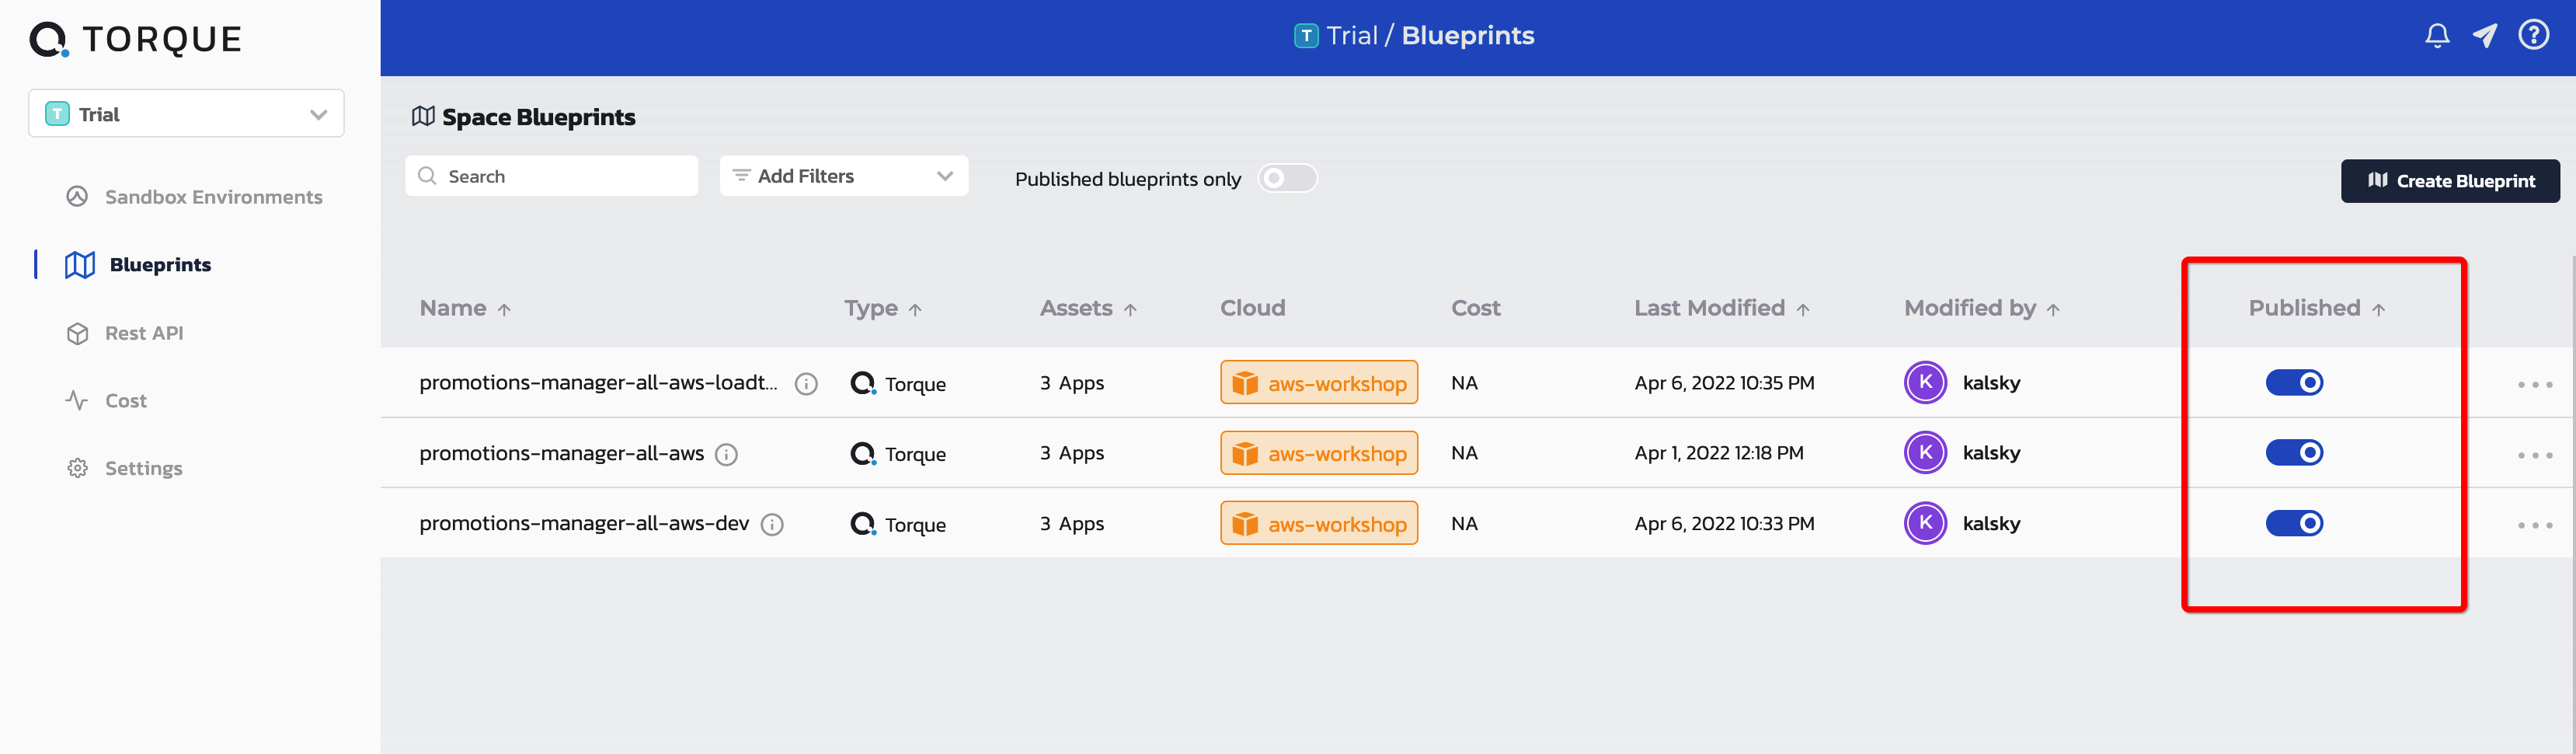 TORQUE
T Trial
Sandbox Environments
Blueprints
Rest API
Cost
Settings
T Trial / Blueprints
?
Space Blueprints
Search
Add Filters
Published blueprints only
Create Blueprint
Name ↑ Type ↑ Assets ↑ Cloud Cost Last Modified ↑ Modified by ↑ Published ↑
promotions-manager-all-aws-loadt... i Torque 3 Apps aws-workshop NA Apr 6, 2022 10:35 PM K kalsky
promotions-manager-all-aws i Torque 3 Apps aws-workshop NA Apr 1, 2022 12:18 PM K kalsky
promotions-manager-all-aws-dev i Torque 3 Apps aws-workshop NA Apr 6, 2022 10:33 PM K kalsky